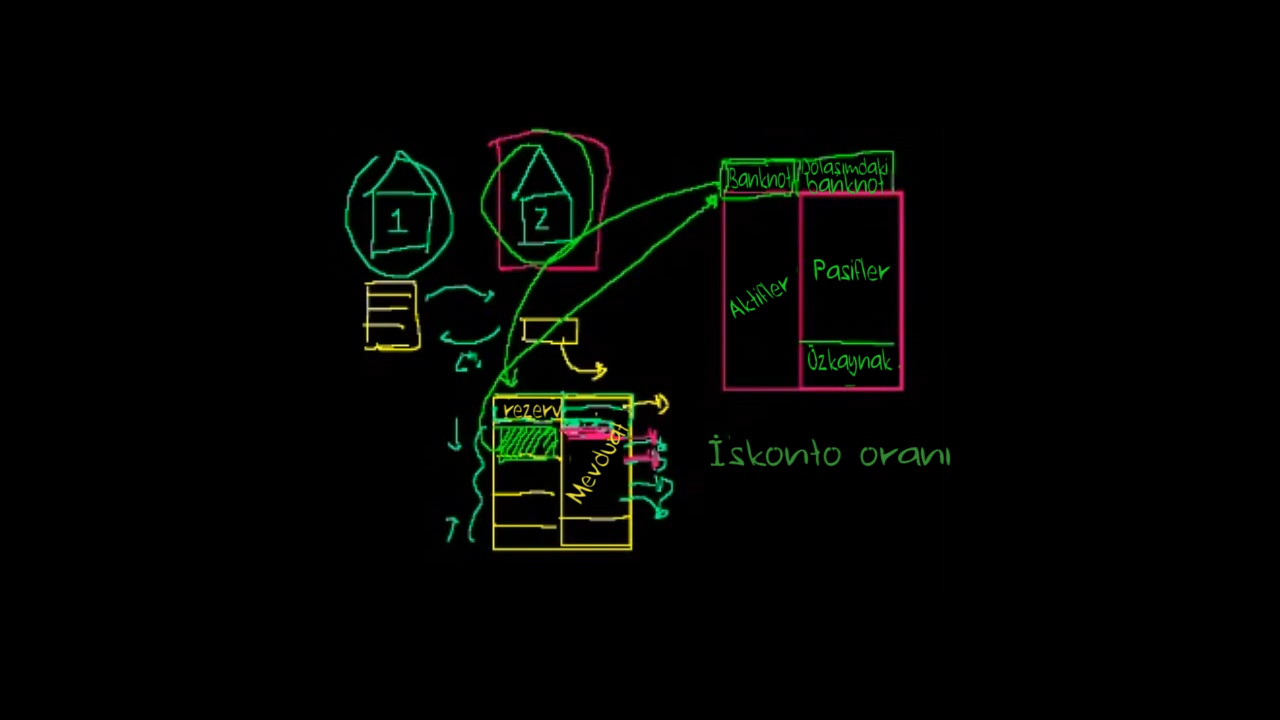 1
2
Banknot
Dolaşımdaki
banknot
Aktifler
Pasifler
Özkaynak
rezerv
Mevduat
İskonto oranı